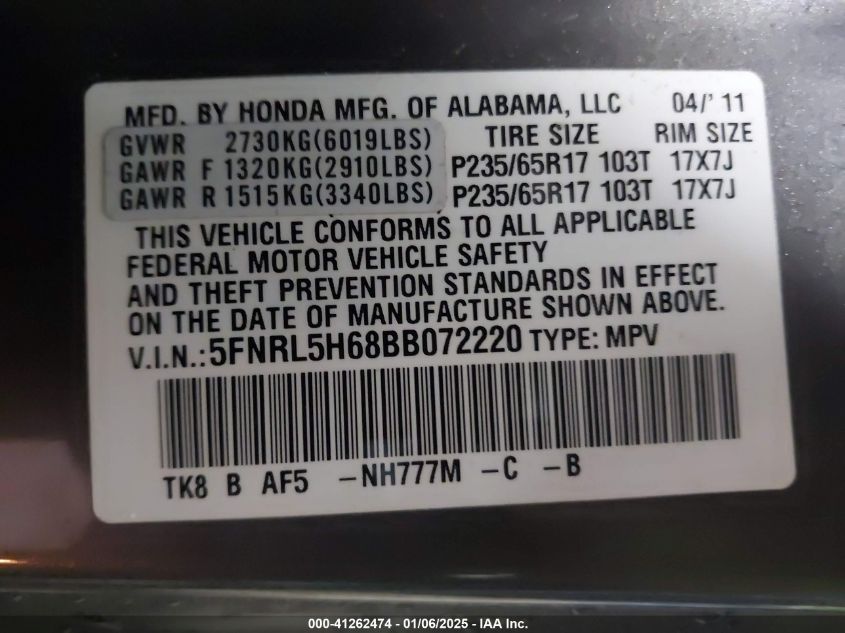 MFD. BY HONDA MFG. OF ALABAMA, LLC 04/'11
GVWR 2730KG(6019LBS) TIRE SIZE RIM SIZE
GAWR F 1320KG(2910LBS) P235/65R17 103T 17X7J
GAWR R 1515KG(3340LBS) P235/65R17 103T 17X7J
THIS VEHICLE CONFORMS TO ALL APPLICABLE
FEDERAL MOTOR VEHICLE SAFETY
AND THEFT PREVENTION STANDARDS IN EFFECT
ON THE DATE OF MANUFACTURE SHOWN ABOVE.
V.I.N.: 5FNRL5H68BB072220 TYPE: MPV
TK8 B AF5 -NH777M -C -B
000-41262474 - 01/06/2025 - IAA Inc.